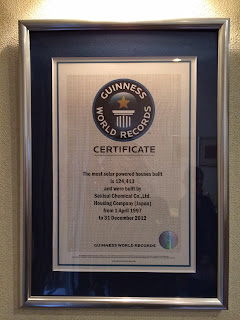 GUINNESS
WORLD RECORDS
CERTIFICATE
The most solar powered houses built
is 124,413
and were built by
Sekisui Chemical Co.,Ltd.
Housing Company (Japan)
from 1 April 1997
to 31 December 2012
GUINNESS WORLD RECORDS